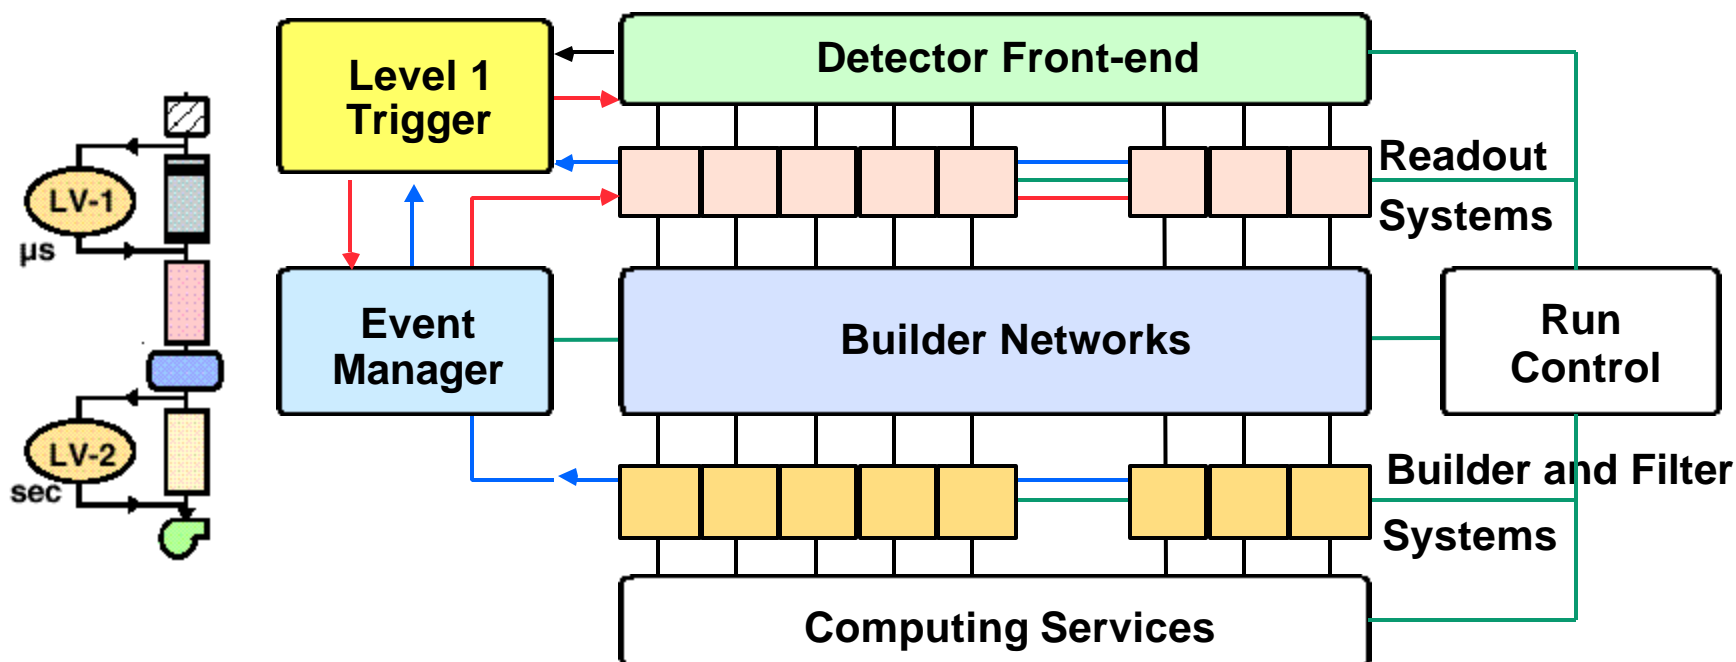 LV-1
μs
LV-2
sec
Level 1
Trigger
Detector Front-end
Readout
Systems
Event
Manager
Builder Networks
Run
Control
Builder and Filter
Systems
Computing Services